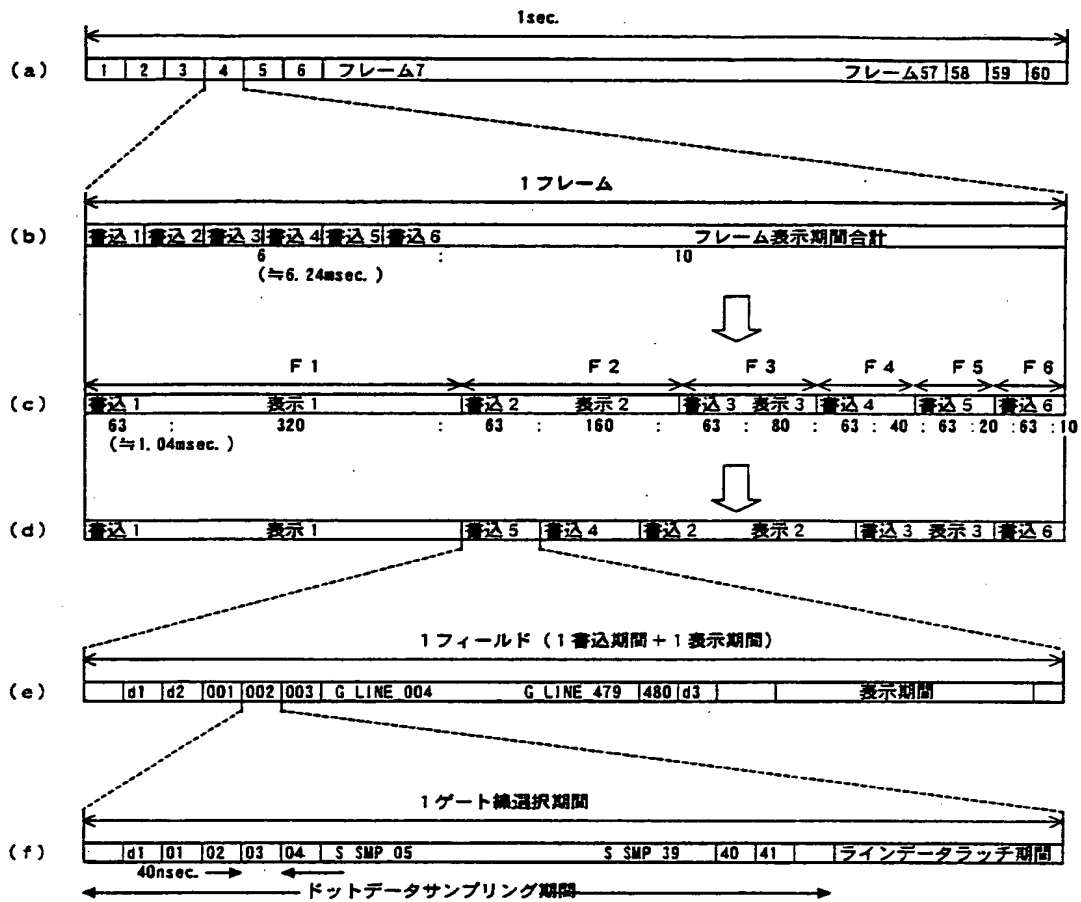 1sec.
(a) 1 2 3 4 5 6 フレーム7 フレーム57 58 59 60
1フレーム
(b) 書込1 書込2 書込3 書込4 書込5 書込6 フレーム表示期間合計
6 : 10
(≒6.24msec.)
F1 F2 F3 F4 F5 F6
(c) 書込1 表示1 書込2 表示2 書込3 表示3 書込4 書込5 書込6
63 : 320 : 63 : 160 : 63 : 80 : 63 : 40 : 63 : 20 : 63 : 10
(≒1.04msec.)
(d) 書込1 表示1 書込5 書込4 書込2 表示2 書込3 表示3 書込6
1フィールド(1書込期間+1表示期間)
(e) d1 d2 001 002 003 G LINE 004 G LINE 479 480 d3 表示期間
1ゲート線選択期間
(f) d1 01 02 03 04 S SMP 05 S SMP 39 40 41 ラインデータラッチ期間
40nsec.
ドットデータサンプリング期間